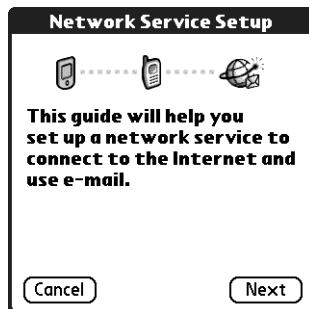 Network Service Setup
This guide will help you
set up a network service to
connect to the Internet and
use e-mail.
Cancel
Next